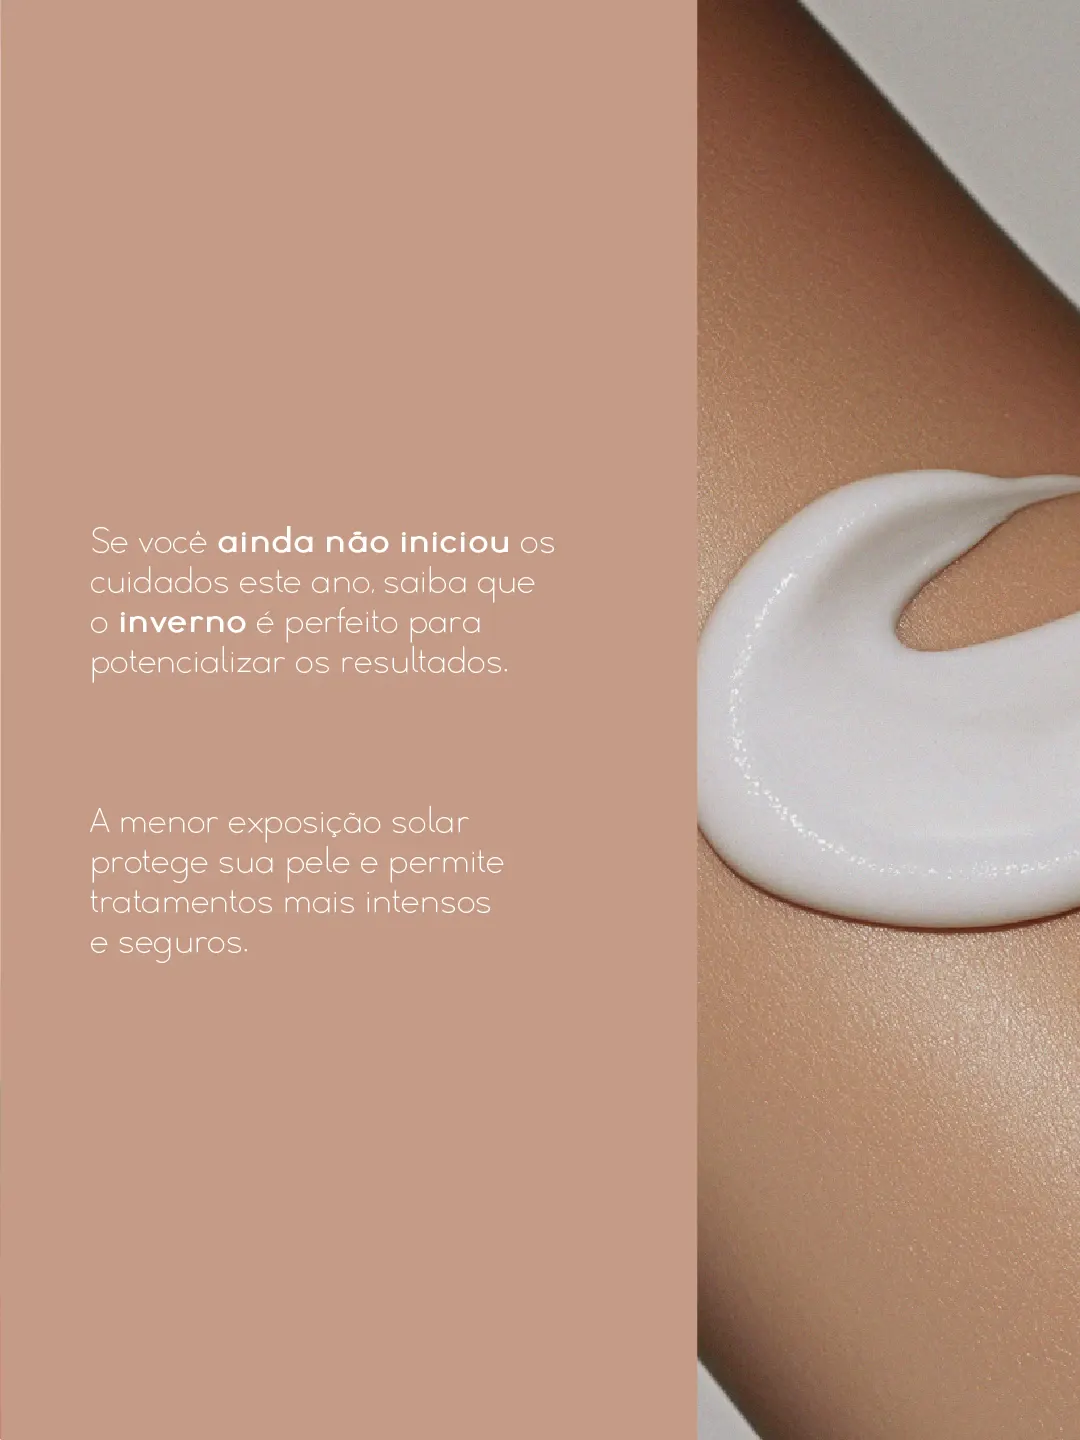 Se você ainda não iniciou os
cuidados este ano, saiba que
o inverno é perfeito para
potencializar os resultados.
A menor exposição solar
protege sua pele e permite
tratamentos mais intensos
e seguros.